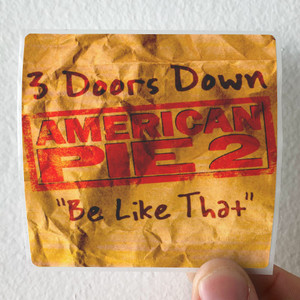 3 Doors Down
AMERICAN
PIE 2
"Be Like That"